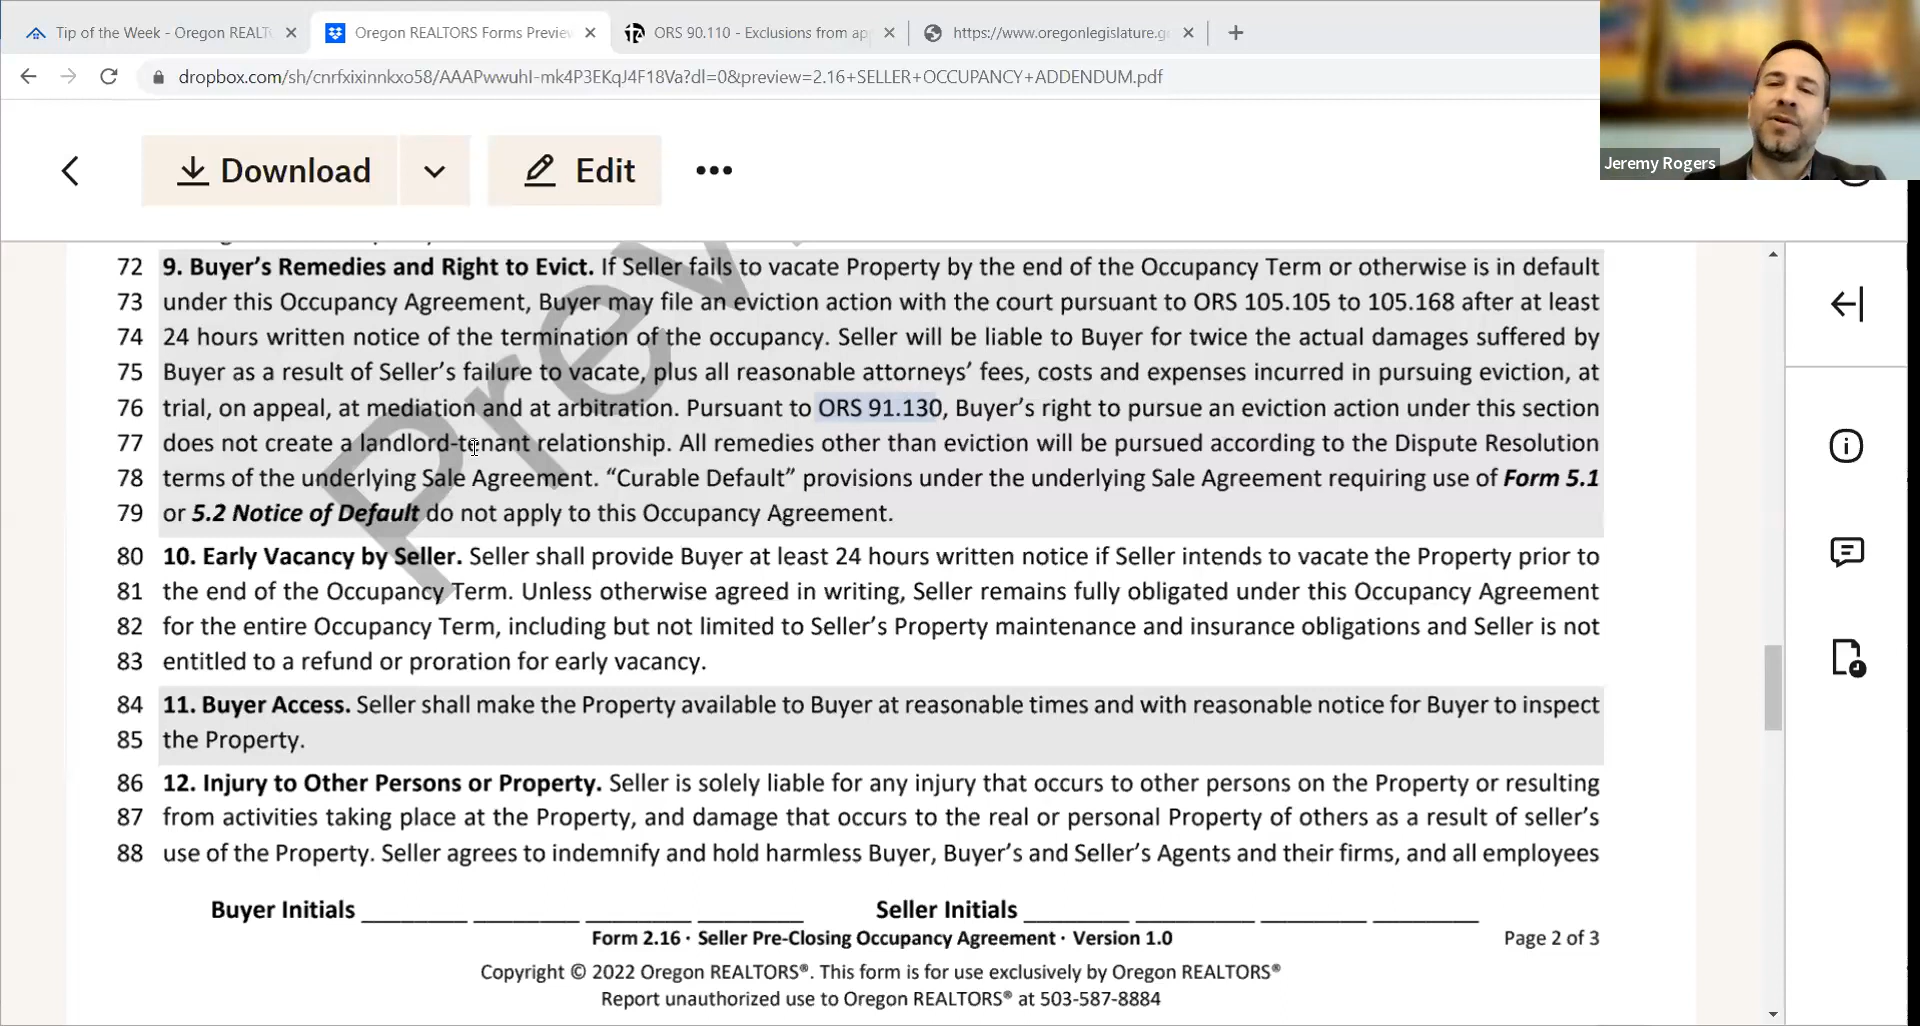 Tip of the Week - Oregon REALT
Oregon REALTORS Forms Preview
ORS 90.110 - Exclusions from ap
https://www.oregonlegislature.g
dropbox.com/sh/cnrfxixinnkxo58/AAAPwwuhI-mk4P3EKqJ4F18Va?dl=0&preview=2.16+SELLER+OCCUPANCY+ADDENDUM.pdf
Jeremy Rogers
Download
Edit
Prev
72 9. Buyer's Remedies and Right to Evict. If Seller fails to vacate Property by the end of the Occupancy Term or otherwise is in default
73 under this Occupancy Agreement, Buyer may file an eviction action with the court pursuant to ORS 105.105 to 105.168 after at least
74 24 hours written notice of the termination of the occupancy. Seller will be liable to Buyer for twice the actual damages suffered by
75 Buyer as a result of Seller's failure to vacate, plus all reasonable attorneys' fees, costs and expenses incurred in pursuing eviction, at
76 trial, on appeal, at mediation and at arbitration. Pursuant to ORS 91.130, Buyer's right to pursue an eviction action under this section
77 does not create a landlord-tenant relationship. All remedies other than eviction will be pursued according to the Dispute Resolution
78 terms of the underlying Sale Agreement. “Curable Default” provisions under the underlying Sale Agreement requiring use of Form 5.1
79 or 5.2 Notice of Default do not apply to this Occupancy Agreement.
80 10. Early Vacancy by Seller. Seller shall provide Buyer at least 24 hours written notice if Seller intends to vacate the Property prior to
81 the end of the Occupancy Term. Unless otherwise agreed in writing, Seller remains fully obligated under this Occupancy Agreement
82 for the entire Occupancy Term, including but not limited to Seller's Property maintenance and insurance obligations and Seller is not
83 entitled to a refund or proration for early vacancy.
84 11. Buyer Access. Seller shall make the Property available to Buyer at reasonable times and with reasonable notice for Buyer to inspect
85 the Property.
86 12. Injury to Other Persons or Property. Seller is solely liable for any injury that occurs to other persons on the Property or resulting
87 from activities taking place at the Property, and damage that occurs to the real or personal Property of others as a result of seller's
88 use of the Property. Seller agrees to indemnify and hold harmless Buyer, Buyer's and Seller's Agents and their firms, and all employees
Buyer Initials ________ ________ ________ ________ Seller Initials ________ ________ ________ ________
Form 2.16 · Seller Pre-Closing Occupancy Agreement · Version 1.0
Page 2 of 3
Copyright © 2022 Oregon REALTORS®. This form is for use exclusively by Oregon REALTORS®
Report unauthorized use to Oregon REALTORS® at 503-587-8884